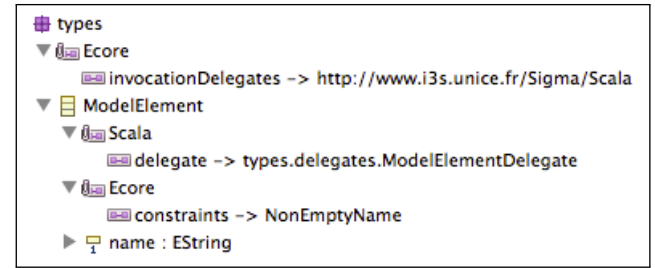 types
Ecore
invocationDelegates -> http://www.i3s.unice.fr/Sigma/Scala
ModelElement
Scala
delegate -> types.delegates.ModelElementDelegate
Ecore
constraints -> NonEmptyName
name : EString